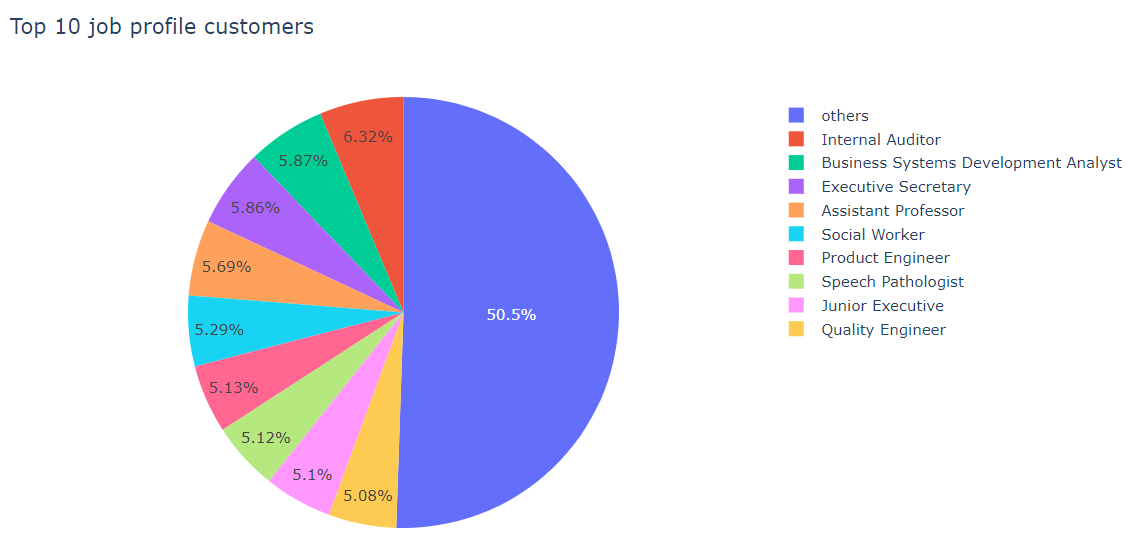 Top 10 job profile customers
6.32%
5.87%
5.86%
5.69%
5.29%
5.13%
5.12%
5.1%
5.08%
50.5%
others
Internal Auditor
Business Systems Development Analyst
Executive Secretary
Assistant Professor
Social Worker
Product Engineer
Speech Pathologist
Junior Executive
Quality Engineer